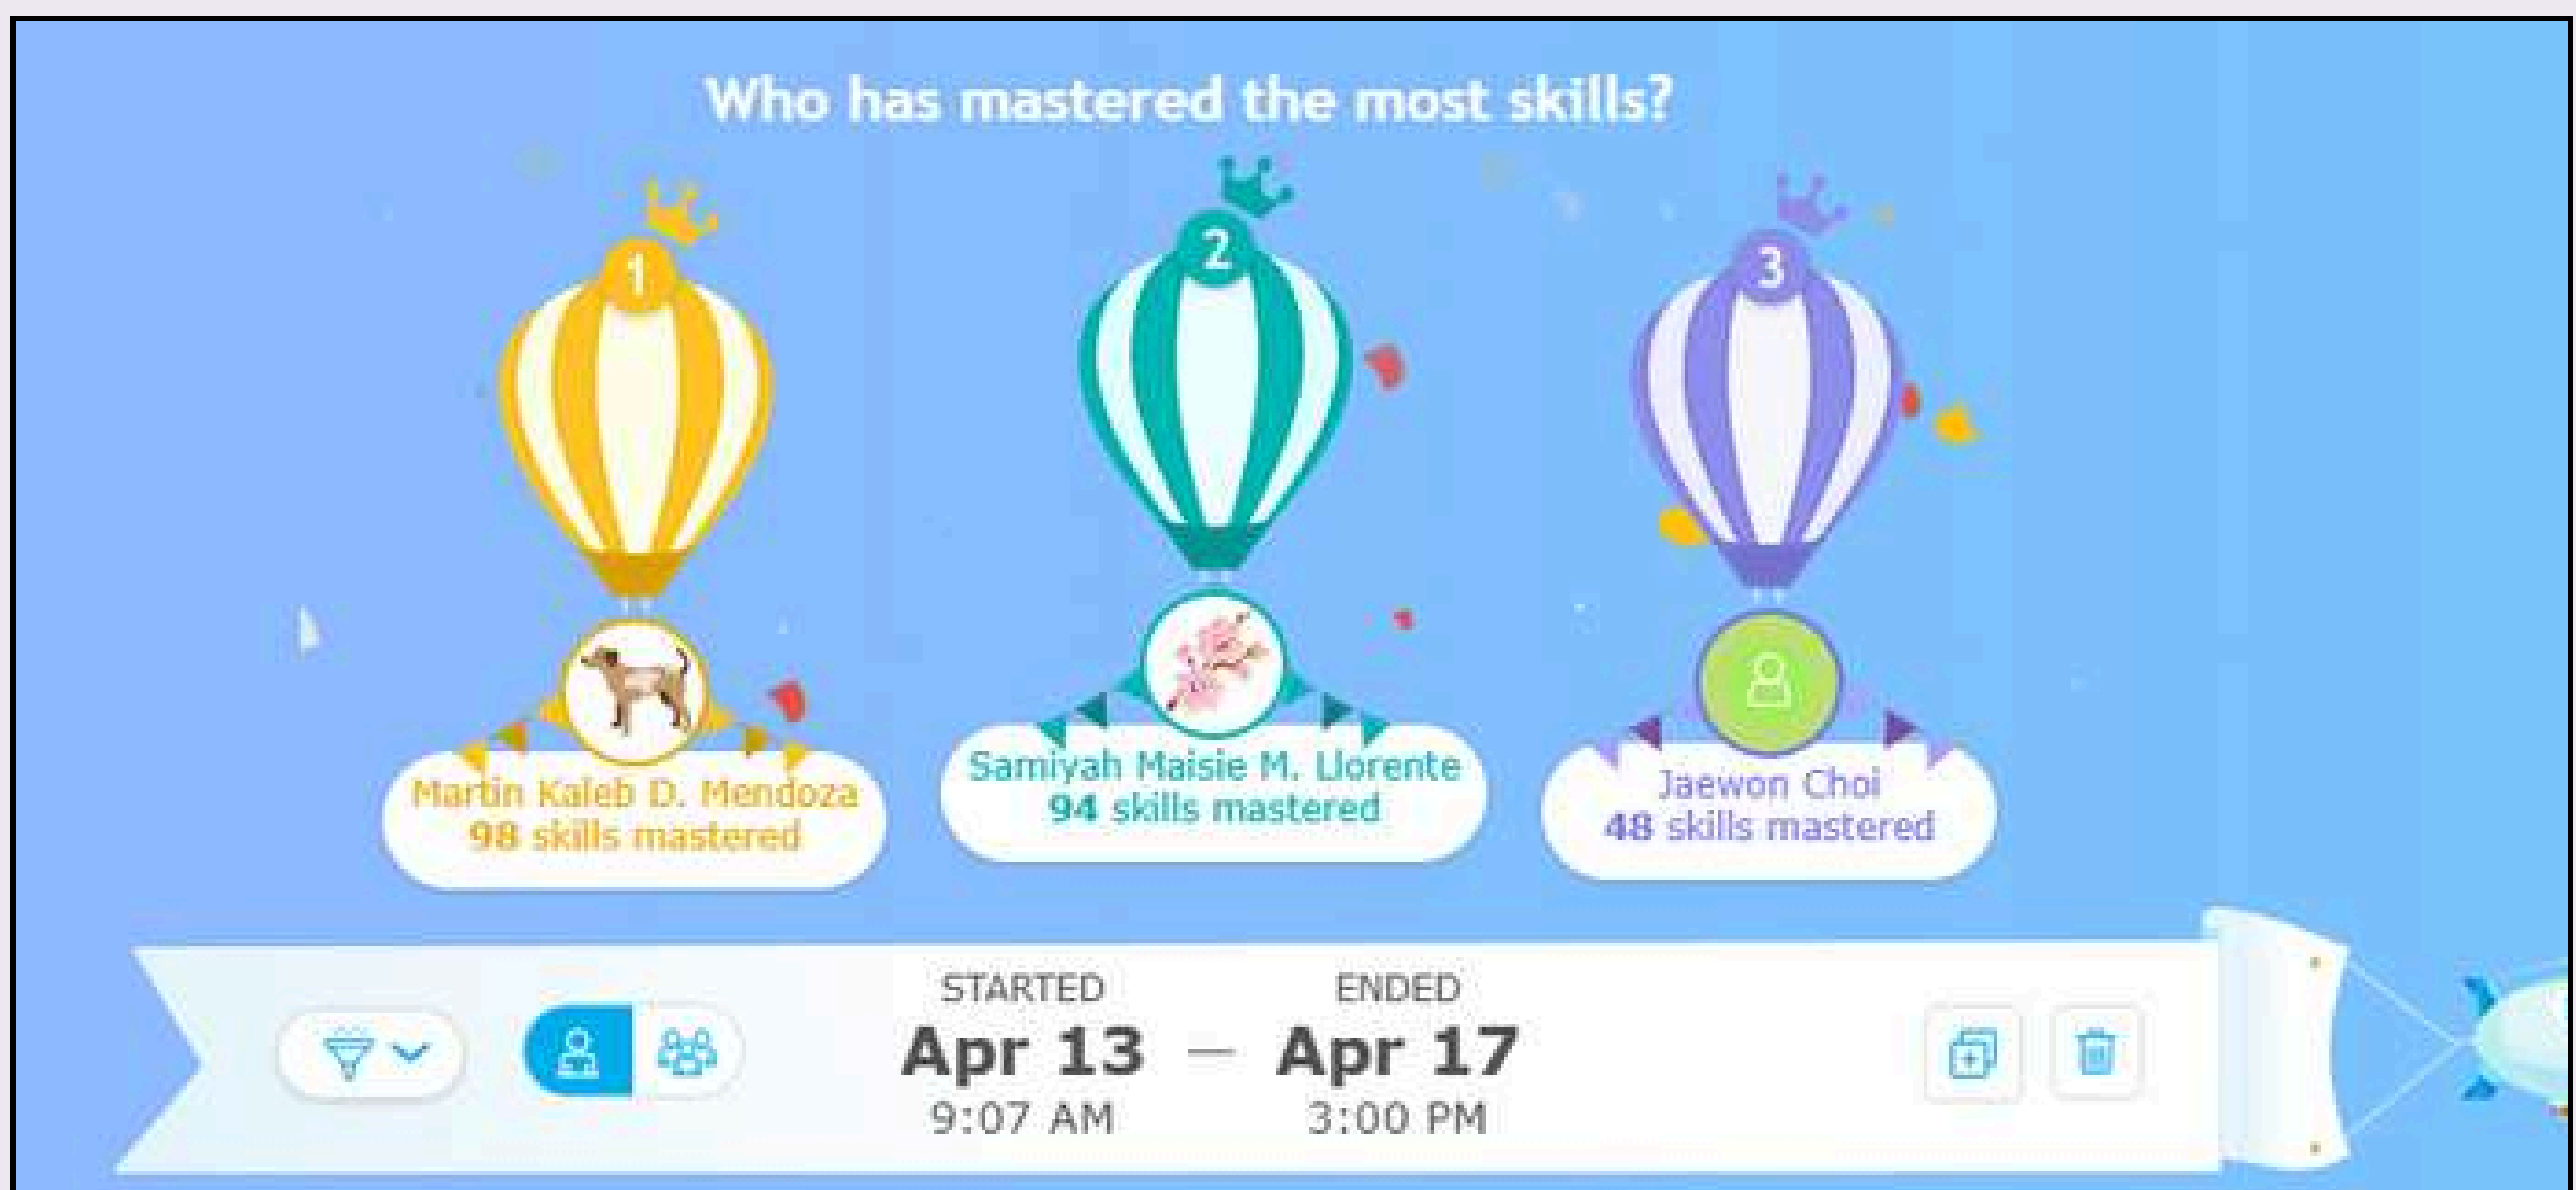 Who has mastered the most skills?
1
2
3
Martin Kaleb D. Mendoza
98 skills mastered
Samiyah Maisie M. Llorente
94 skills mastered
Jaewon Choi
48 skills mastered
STARTED
Apr 13
9:07 AM
—
ENDED
Apr 17
3:00 PM